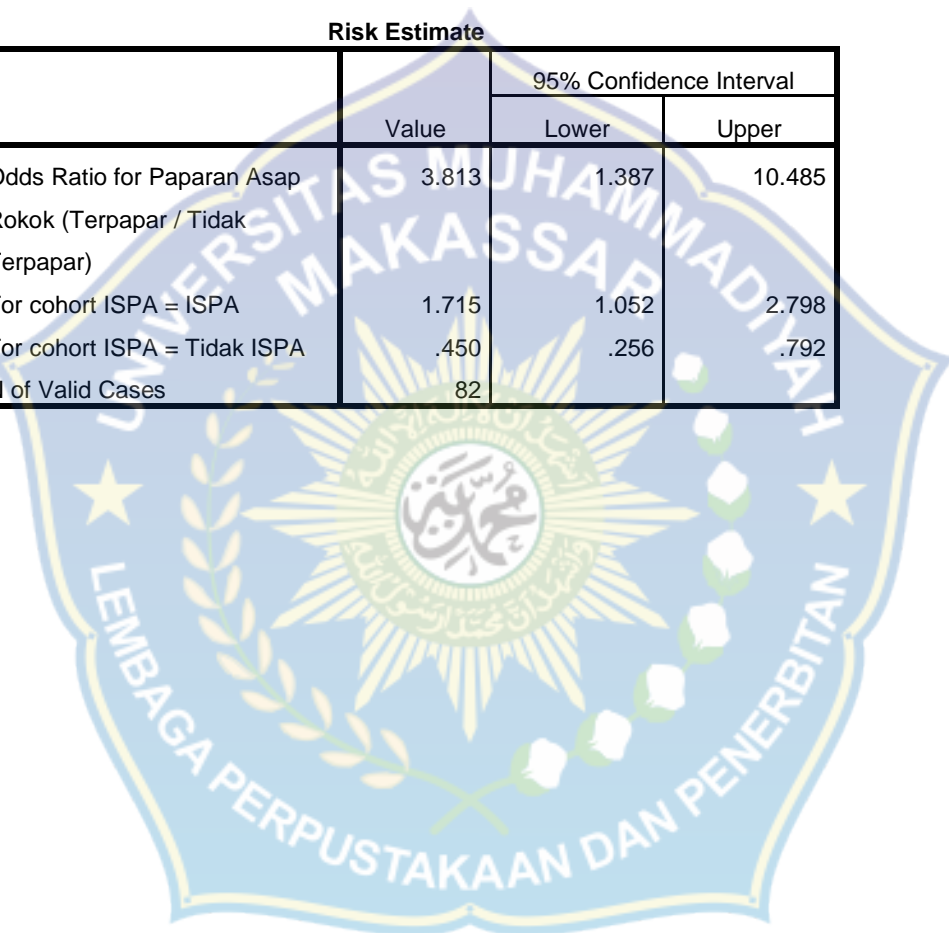 Risk Estimate
95% Confidence Interval
Value Lower Upper
Odds Ratio for Paparan Asap 3.813 1.387 10.485
Rokok (Terpapar / Tidak
Terpapar)
For cohort ISPA = ISPA 1.715 1.052 2.798
For cohort ISPA = Tidak ISPA .450 .256 .792
N of Valid Cases 82
UNIVERSITAS MUHAMMADIYAH
MAKASSAR
LEMBAGA PERPUSTAKAAN DAN PENERBITAN